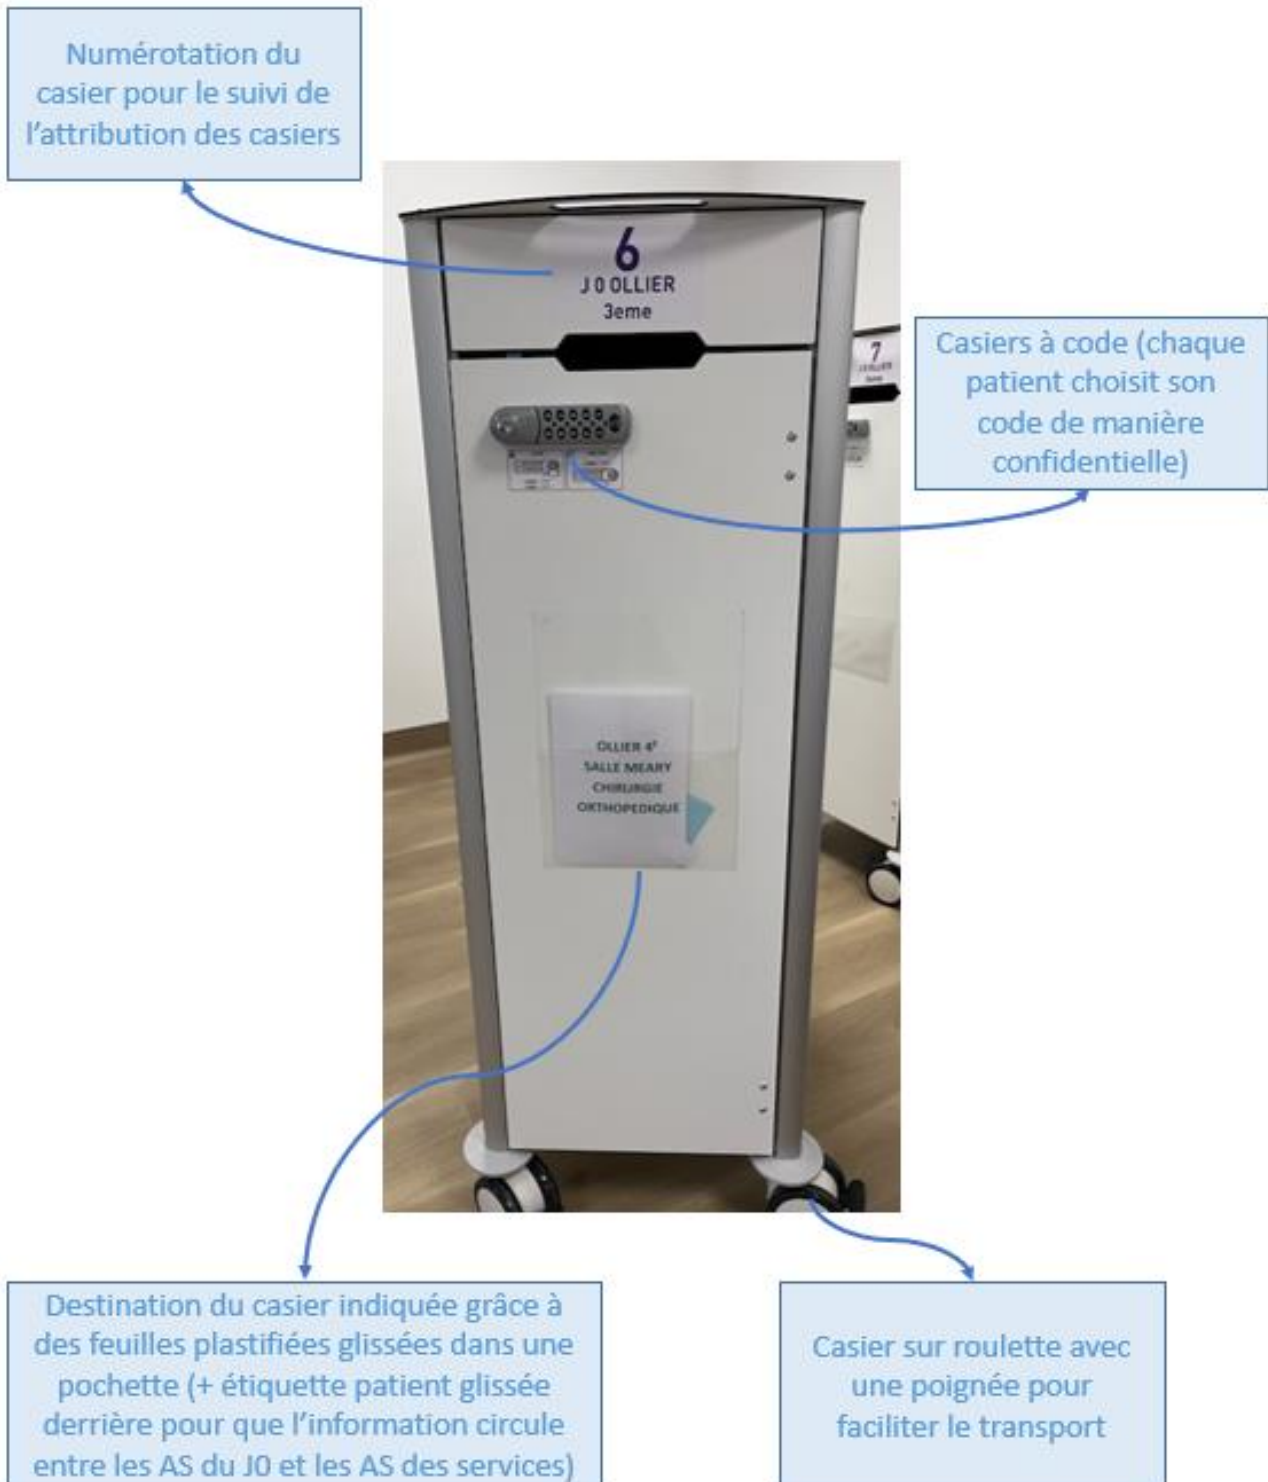 Numérotation du
casier pour le suivi de
l'attribution des casiers
6
J 0 OLLIER
3eme
7
Casiers à code (chaque
patient choisit son
code de manière
confidentielle)
OLLIER 4e
SALLE MEARY
CHIRURGIE
ORTHOPEDIQUE
Destination du casier indiquée grâce à
des feuilles plastifiées glissées dans une
pochette (+ étiquette patient glissée
derrière pour que l'information circule
entre les AS du J0 et les AS des services)
Casier sur roulette avec
une poignée pour
faciliter le transport